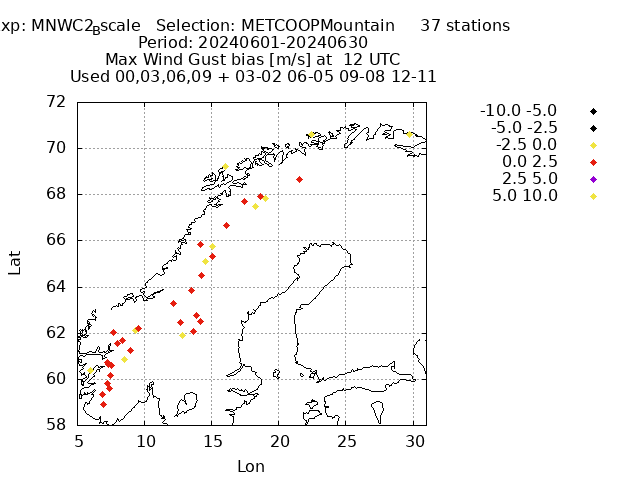 xp: MNWC2Bscale   Selection: METCOOPMountain     37 stations
Period: 20240601-20240630
Max Wind Gust bias [m/s] at  12 UTC
Used 00,03,06,09 + 03-02 06-05 09-08 12-11
-10.0 -5.0
-5.0 -2.5
-2.5 0.0
0.0 2.5
2.5 5.0
5.0 10.0
72
70
68
66
64
62
60
58
Lat
5 10 15 20 25 30
Lon